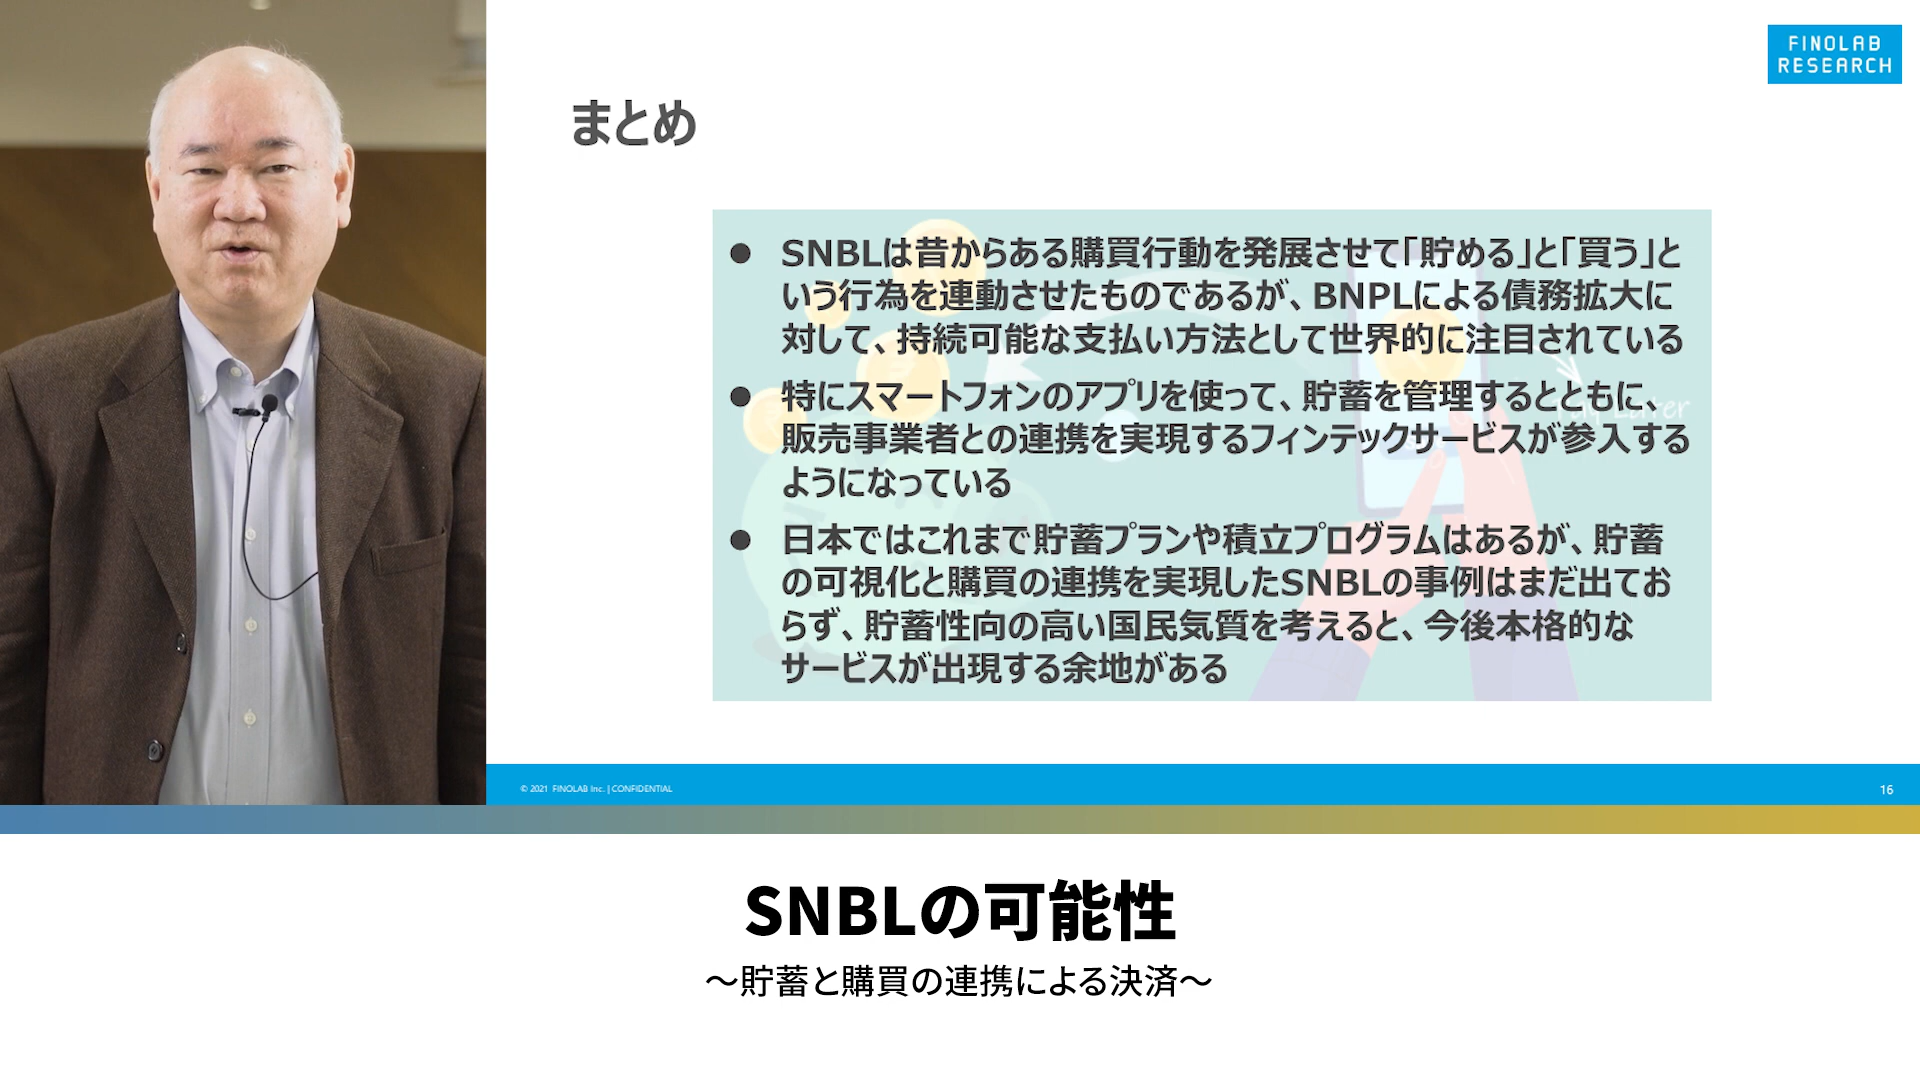 FINOLAB
RESEARCH
まとめ
● SNBLは昔からある購買行動を発展させて「貯める」と「買う」と
いう行為を連動させたものであるが、BNPLによる債務拡大に
対して、持続可能な支払い方法として世界的に注目されている
● 特にスマートフォンのアプリを使って、貯蓄を管理するとともに、
販売事業者との連携を実現するフィンテックサービスが参入する
ようになっている
● 日本ではこれまで貯蓄プランや積立プログラムはあるが、貯蓄
の可視化と購買の連携を実現したSNBLの事例はまだ出てお
らず、貯蓄性向の高い国民気質を考えると、今後本格的な
サービスが出現する余地がある
© 2021 FINOLAB Inc. | CONFIDENTIAL
16
SNBLの可能性
～貯蓄と購買の連携による決済～